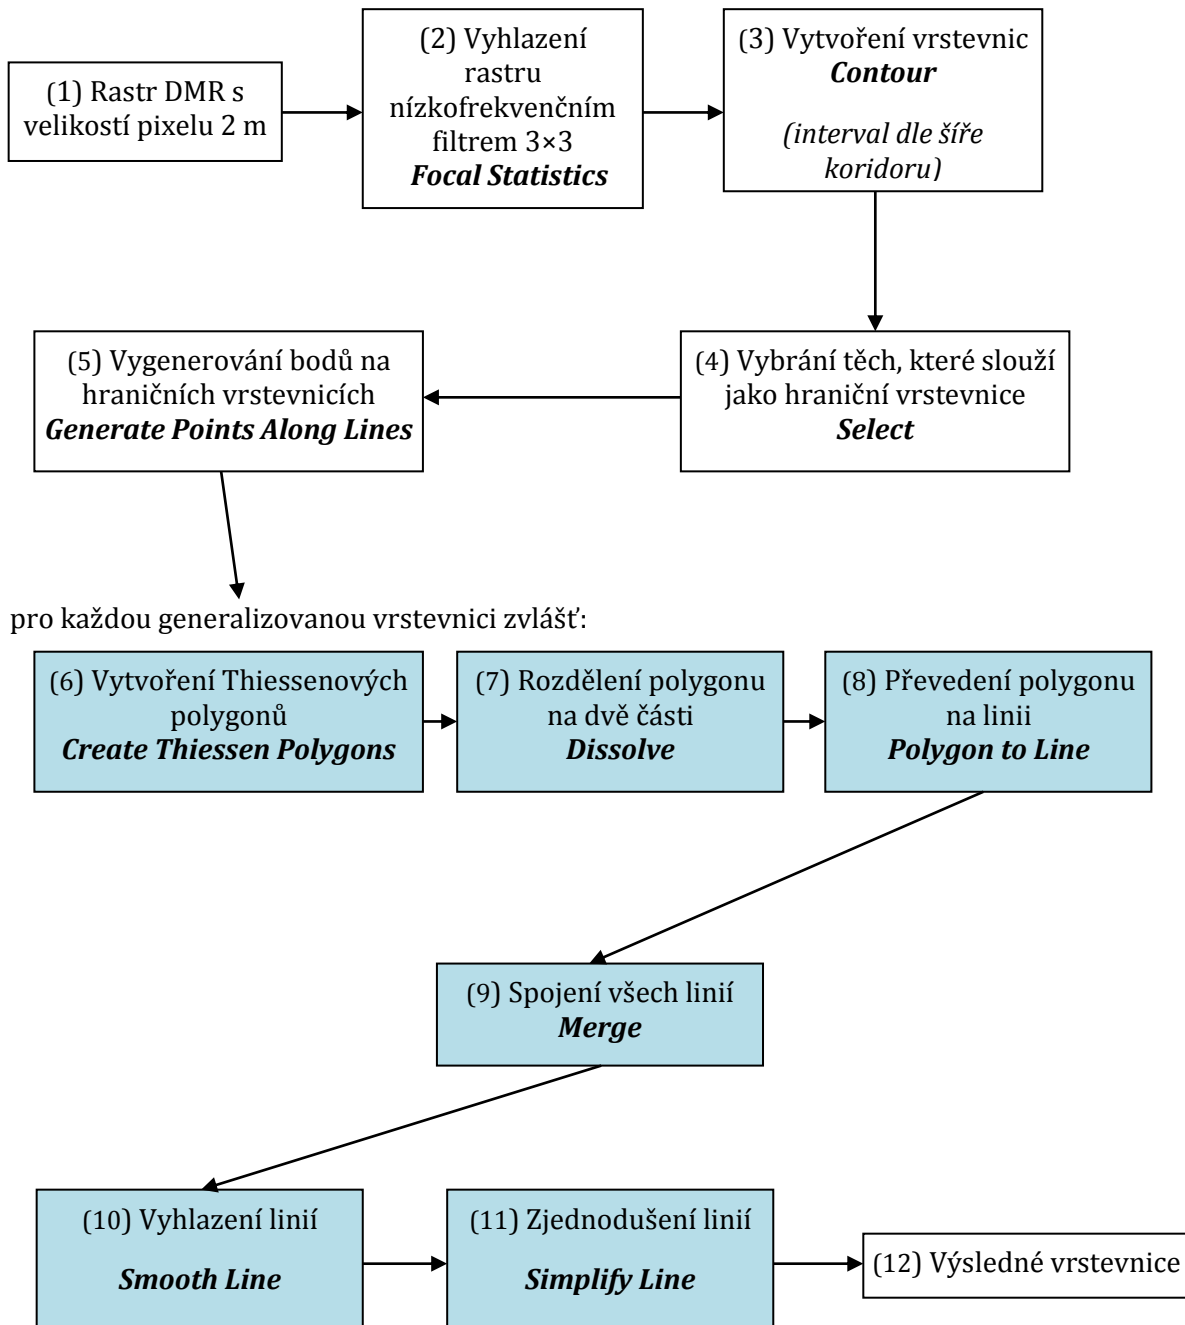 (1) Rastr DMR s
velikostí pixelu 2 m
(2) Vyhlazení
rastru
nízkofrekvenčním
filtrem 3×3
Focal Statistics
(3) Vytvoření vrstevnic
Contour
(interval dle šíře
koridoru)
(4) Vybrání těch, které slouží
jako hraniční vrstevnice
Select
(5) Vygenerování bodů na
hraničních vrstevnicích
Generate Points Along Lines
pro každou generalizovanou vrstevnici zvlášť:
(6) Vytvoření Thiessenových
polygonů
Create Thiessen Polygons
(7) Rozdělení polygonu
na dvě části
Dissolve
(8) Převedení polygonu
na linii
Polygon to Line
(9) Spojení všech linií
Merge
(10) Vyhlazení linií
Smooth Line
(11) Zjednodušení linií
Simplify Line
(12) Výsledné vrstevnice